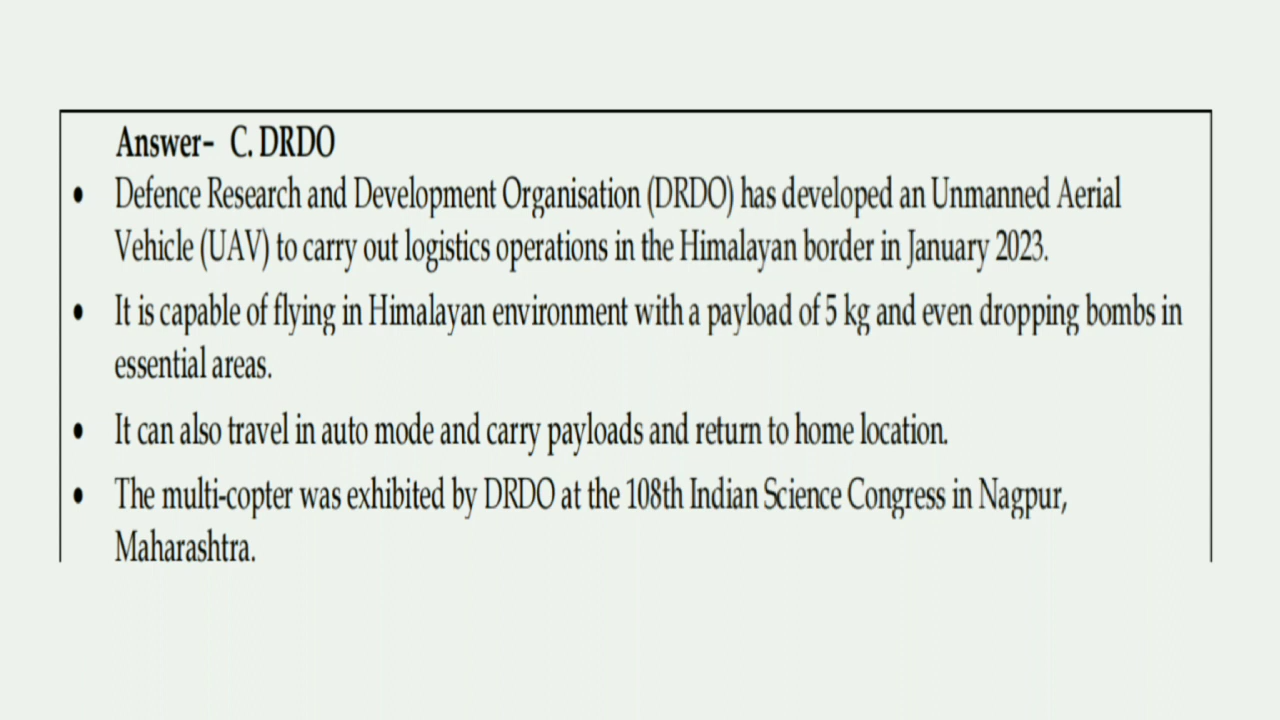 Answer– C. DRDO
• Defence Research and Development Organisation (DRDO) has developed an Unmanned Aerial
Vehicle (UAV) to carry out logistics operations in the Himalayan border in January 2023.
• It is capable of flying in Himalayan environment with a payload of 5 kg and even dropping bombs in
essential areas.
• It can also travel in auto mode and carry payloads and return to home location.
• The multi-copter was exhibited by DRDO at the 108th Indian Science Congress in Nagpur,
Maharashtra.